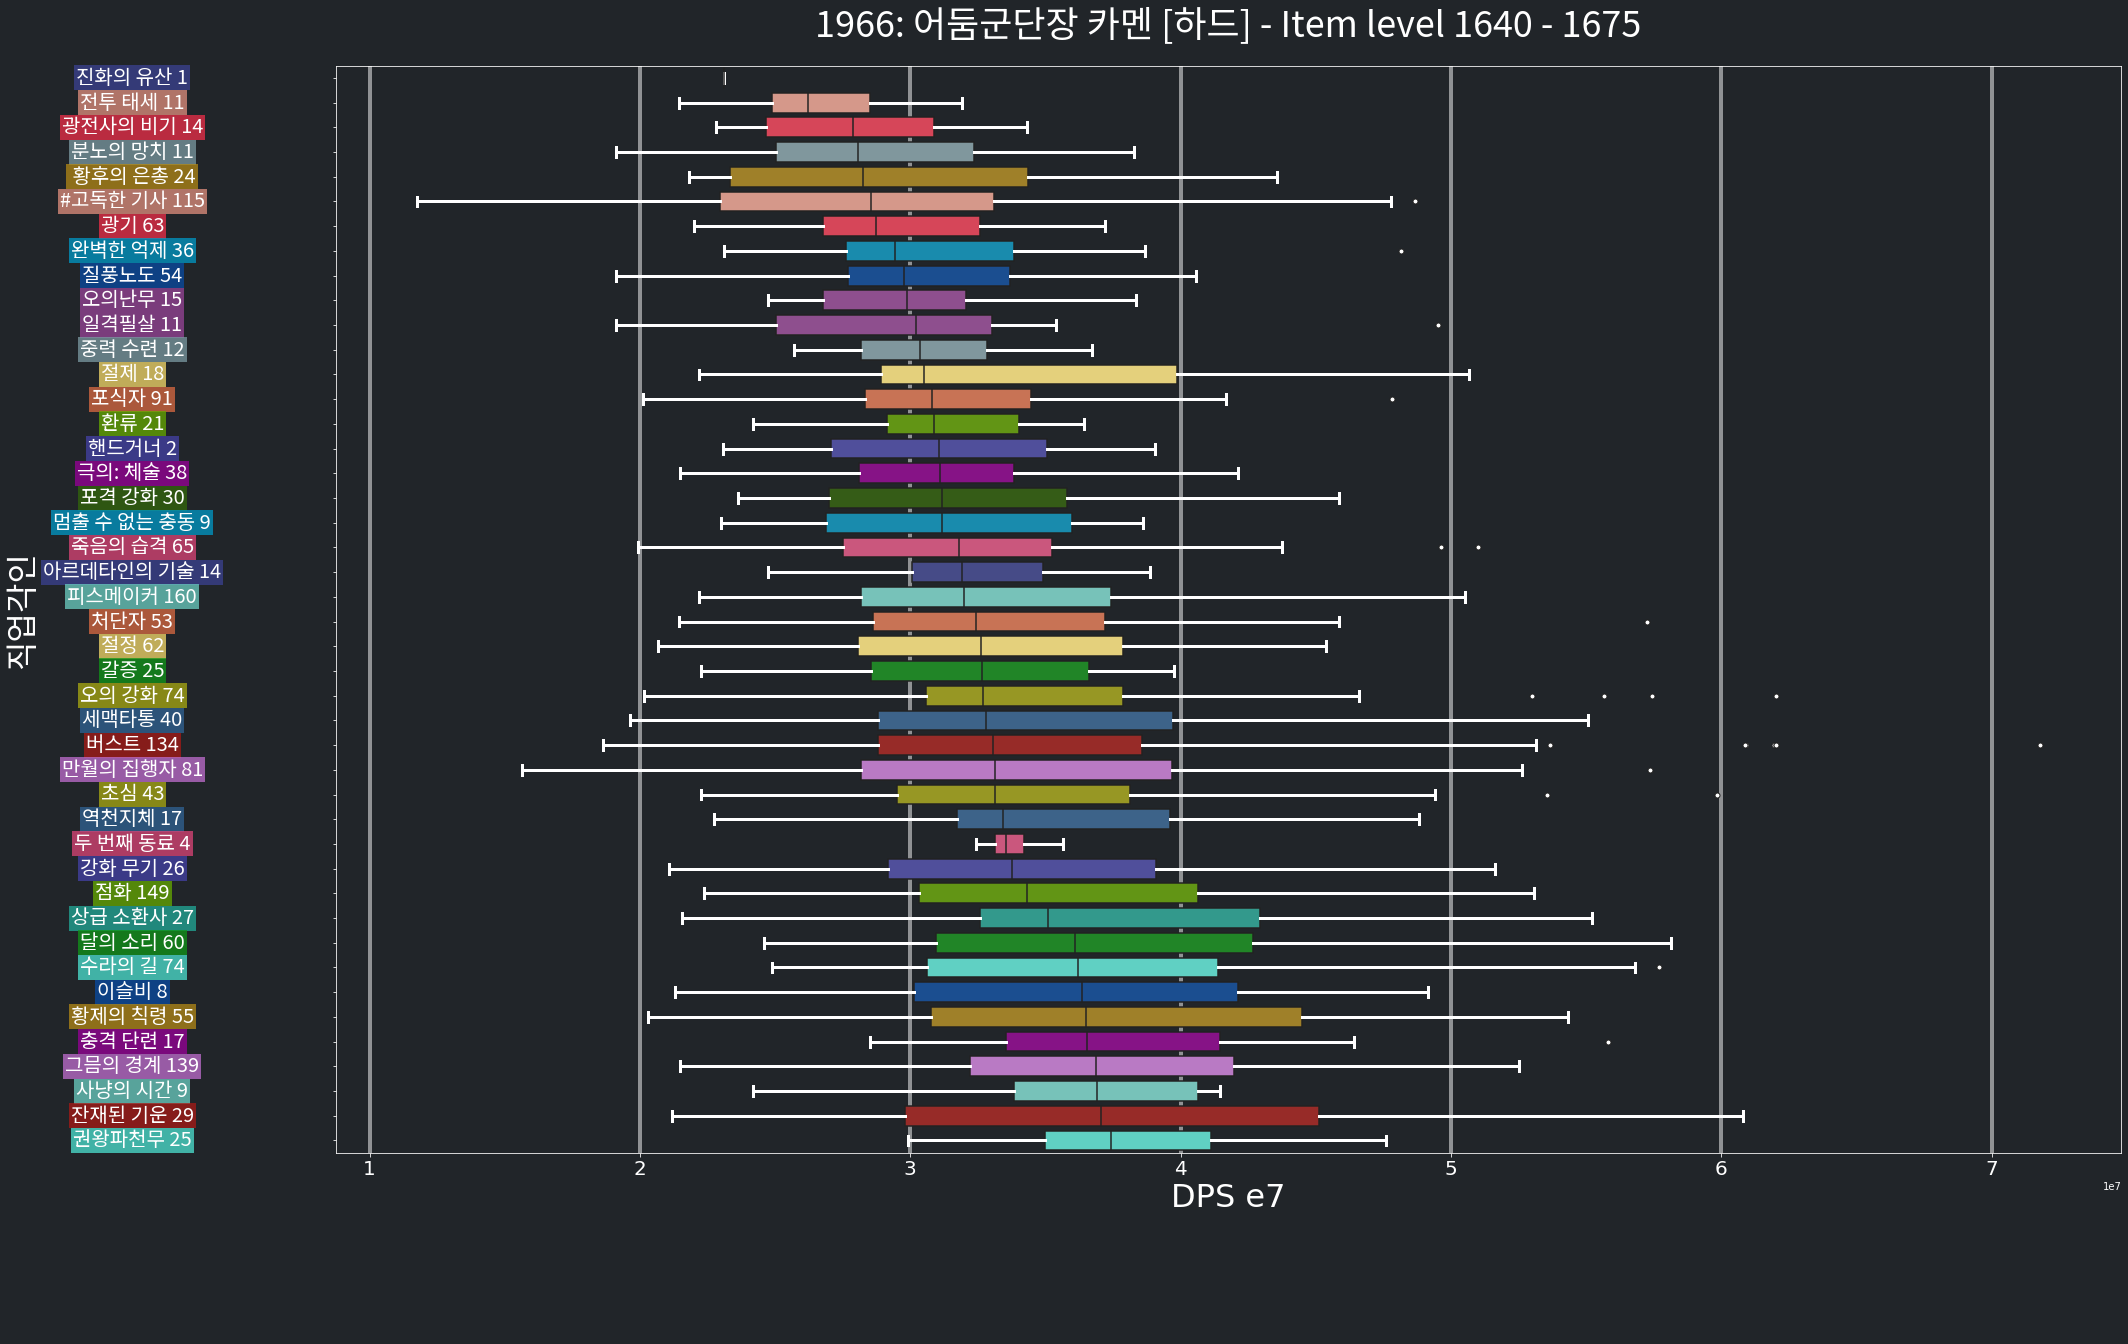 1966: 어둠군단장 카멘 [하드] - Item level 1640 - 1675
진화의 유산 1
전투 태세 11
광전사의 비기 14
분노의 망치 11
황후의 은총 24
#고독한 기사 115
광기 63
완벽한 억제 36
질풍노도 54
오의난무 15
일격필살 11
중력 수련 12
절제 18
포식자 91
환류 21
핸드거너 2
극의: 체술 38
포격 강화 30
멈출 수 없는 충동 9
죽음의 습격 65
아르데타인의 기술 14
피스메이커 160
처단자 53
절정 62
갈증 25
오의 강화 74
세맥타통 40
버스트 134
만월의 집행자 81
초심 43
역천지체 17
두 번째 동료 4
강화 무기 26
점화 149
상급 소환사 27
달의 소리 60
수라의 길 74
이슬비 8
황제의 칙령 55
충격 단련 17
그믐의 경계 139
사냥의 시간 9
잔재된 기운 29
권왕파천무 25
직업각인
1 2 3 4 5 6 7
DPS e7
1e7